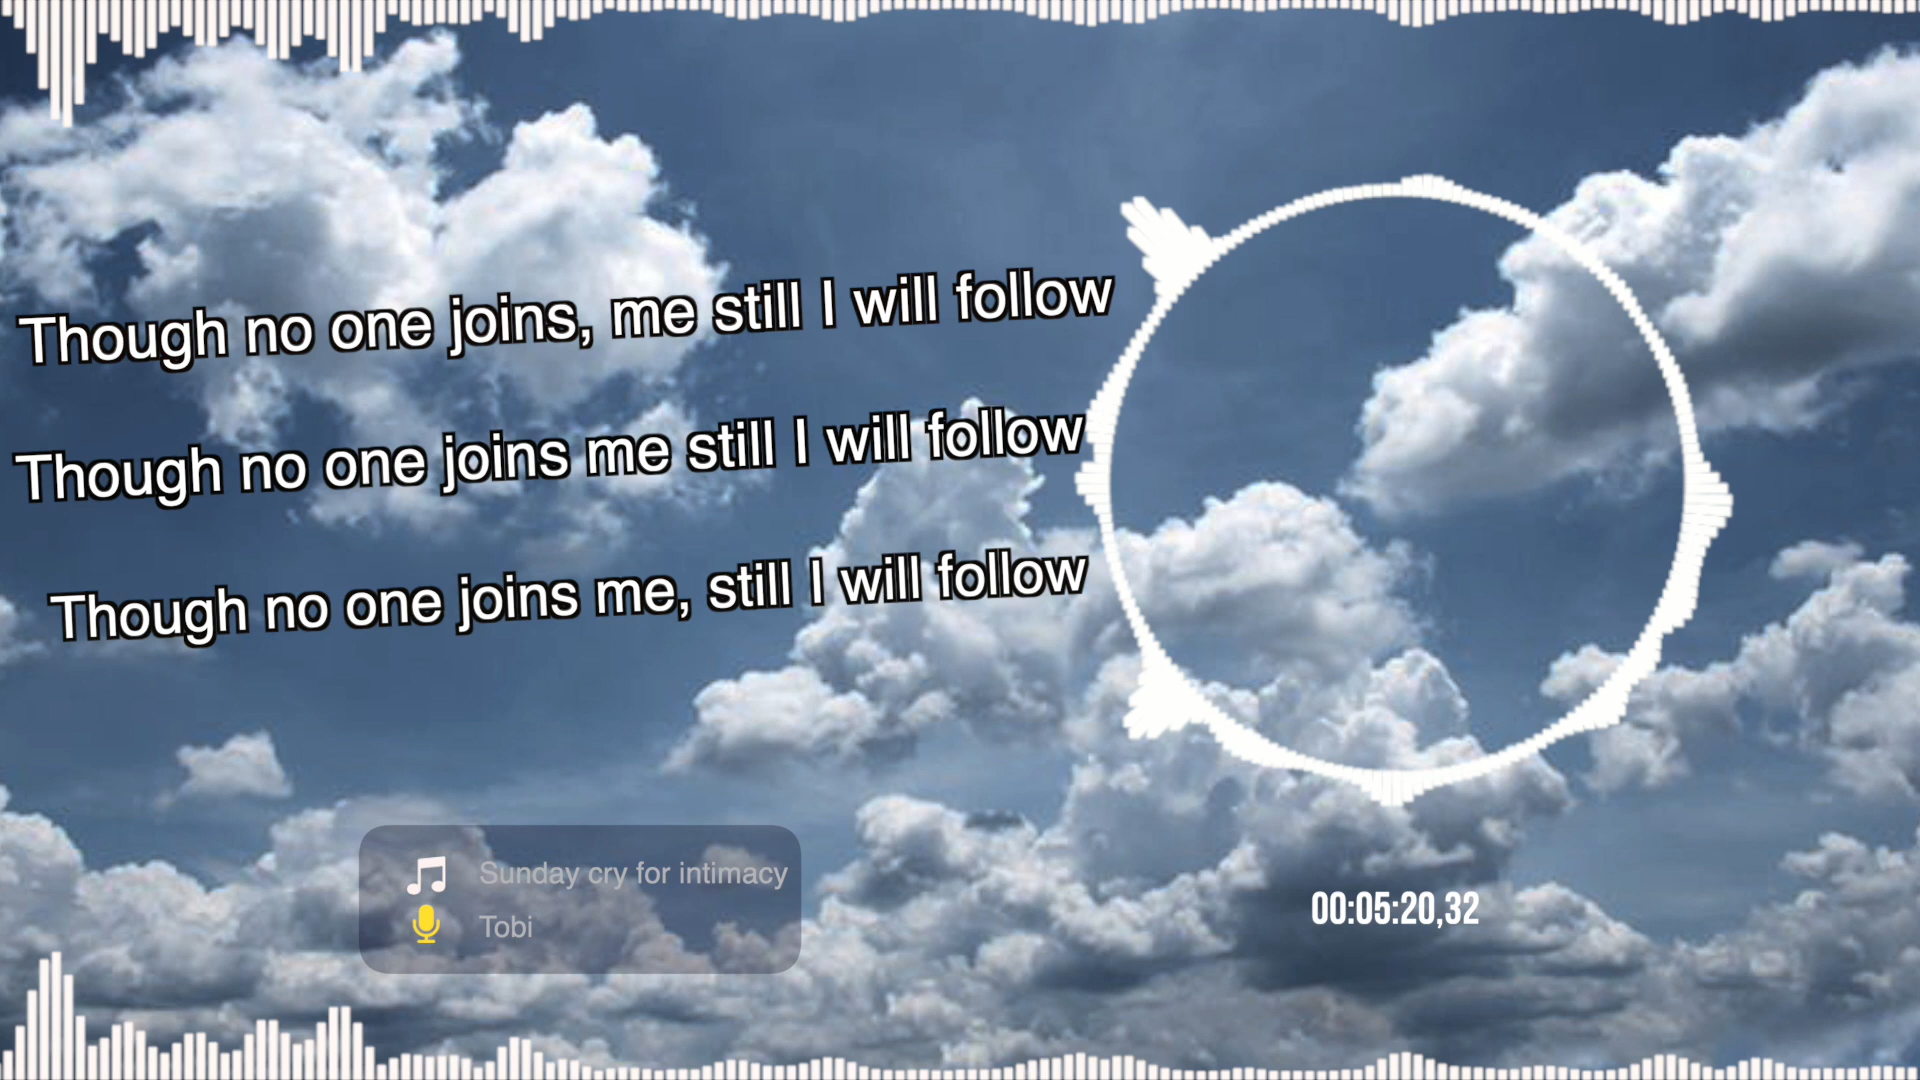 Though no one joins, me still I will follow
Though no one joins me still I will follow
Though no one joins me, still I will follow
Sunday cry for intimacy
Tobi
00:05:20,32